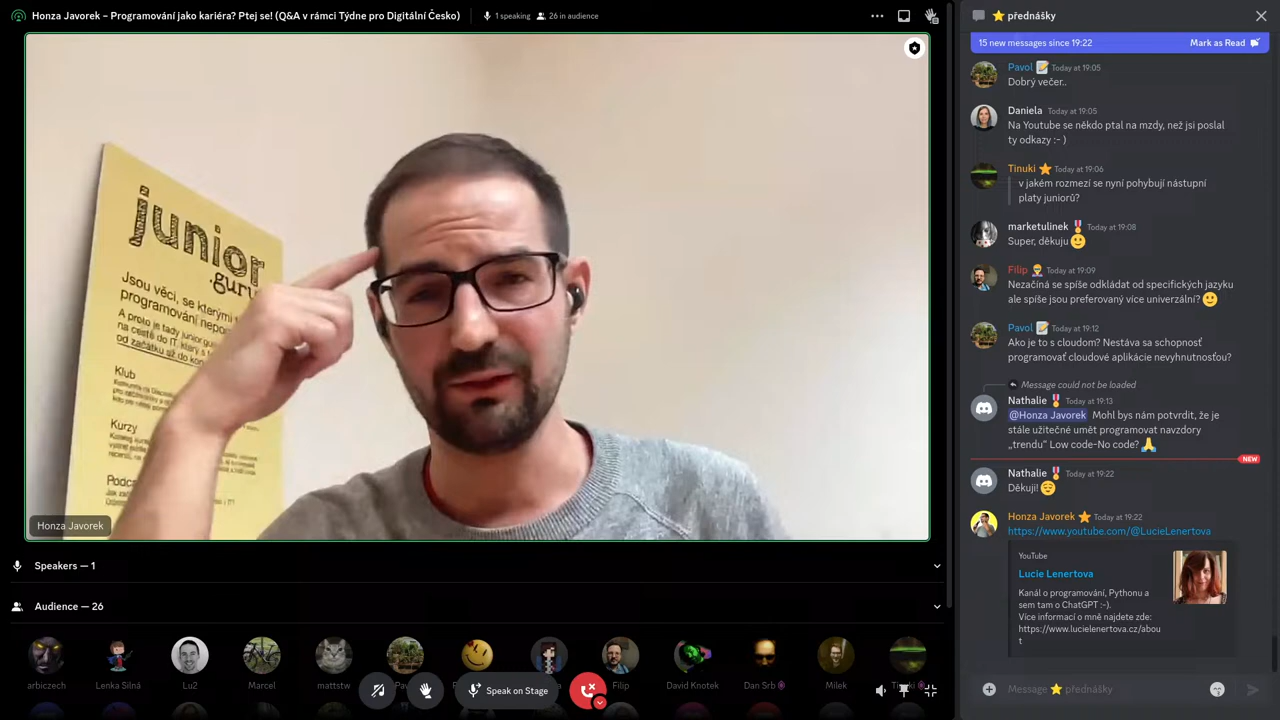 Honza Javorek – Programování jako kariéra? Ptej se! (Q&A v rámci Týdne pro Digitální Česko)
1 speaking
26 in audience
junior
.guru
Jsou věci, se kterými
programování
A proto je tady junior
na cestě do IT
od začátku až do
Klub
Kurzy
Honza Javorek
Speakers — 1
Audience — 26
arbiczech
Lenka Silná
Lu2
Marcel
mattstw
Filip
David Knotek
Dan Srb
Milek
Speak on Stage
přednášky
15 new messages since 19:22
Mark as Read
Pavol Today at 19:05
Dobrý večer..
Daniela Today at 19:05
Na Youtube se někdo ptal na mzdy, než jsi poslal
ty odkazy :- )
Tinuki Today at 19:06
v jakém rozmezí se nyní pohybují nástupní
platy juniorů?
marketulinek Today at 19:08
Super, děkuju
Filip Today at 19:09
Nezačíná se spíše odkládat od specifických jazyku
ale spíše jsou preferovaný více univerzální?
Pavol Today at 19:12
Ako je to s cloudom? Nestáva sa schopnosť
programovať cloudové aplikácie nevyhnutnosťou?
Message could not be loaded
Nathalie Today at 19:13
@Honza Javorek Mohl bys nám potvrdit, že je
stále užitečné umět programovat navzdory
„trendu“ Low code-No code?
NEW
Nathalie Today at 19:22
Děkuji!
Honza Javorek Today at 19:22
https://www.youtube.com/@LucieLenertova
YouTube
Lucie Lenertova
Kanál o programování, Pythonu a
sem tam o ChatGPT :-).
Více informací o mně najdete zde:
https://www.lucielenertova.cz/abou
t
Message přednášky